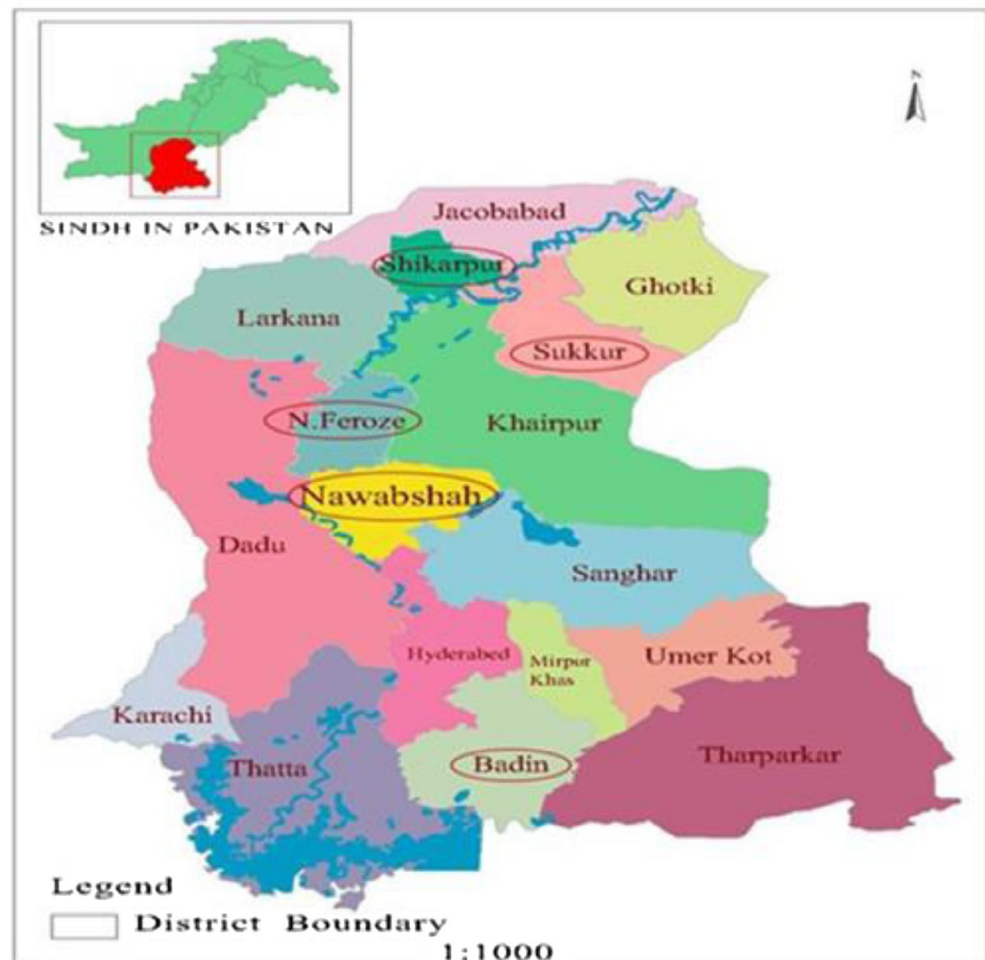 N
SINDH IN PAKISTAN
Jacobabad
Shikarpur
Ghotki
Larkana
Sukkur
N.Feroze
Khairpur
Nawabshah
Dadu
Sanghar
Hyderabed
Mirpur
Khas
Umer Kot
Karachi
Thatta
Badin
Tharparkar
Legend
District Boundary
1:1000